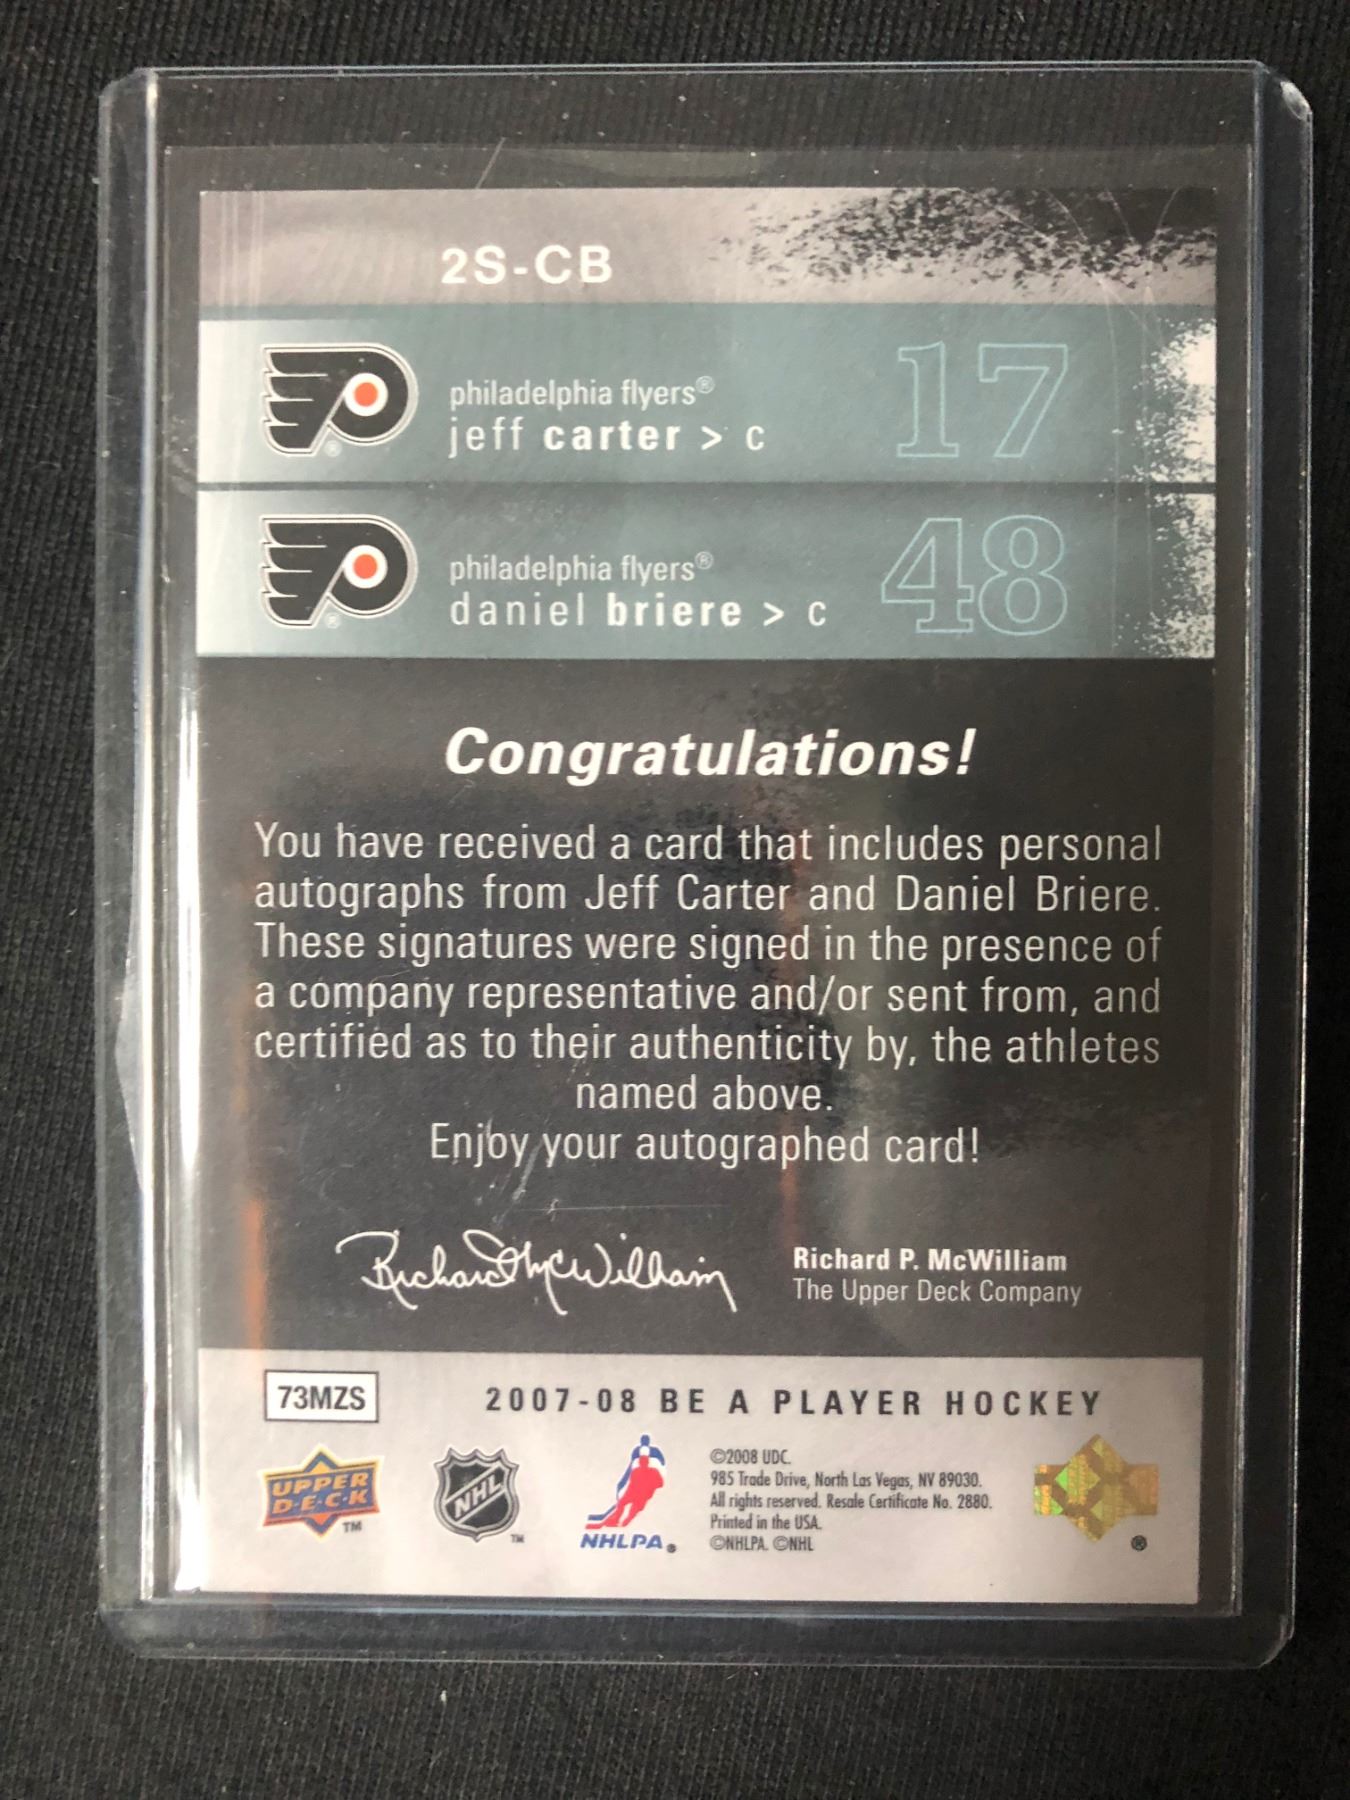 2S-CB
philadelphia flyers®
jeff carter > c
17
philadelphia flyers®
daniel briere > c
48
Congratulations!
You have received a card that includes personal
autographs from Jeff Carter and Daniel Briere.
These signatures were signed in the presence of
a company representative and/or sent from, and
certified as to their authenticity by, the athletes
named above.
Enjoy your autographed card!
Richard P. McWilliam
Richard P. McWilliam
The Upper Deck Company
73MZS
2007-08 BE A PLAYER HOCKEY
UPPER
D·E·C·K
TM
NHL
TM
NHLPA®
©2008 UDC.
985 Trade Drive, North Las Vegas, NV 89030.
All rights reserved. Resale Certificate No. 2880.
Printed in the USA.
©NHLPA. ©NHL
®